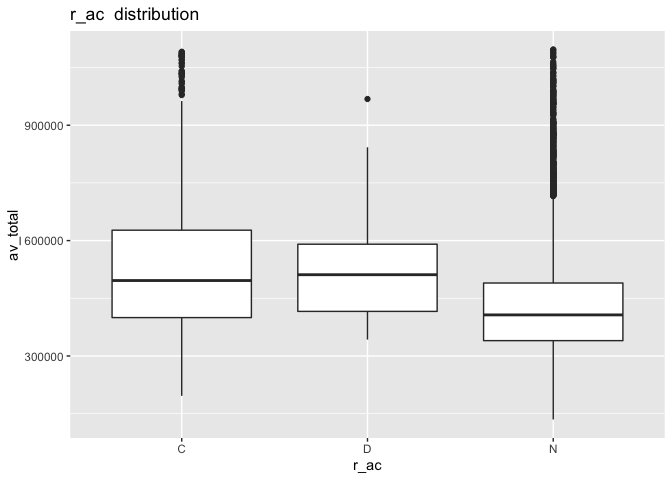 r_ac  distribution
av_total
900000
600000
300000
C
D
N
r_ac